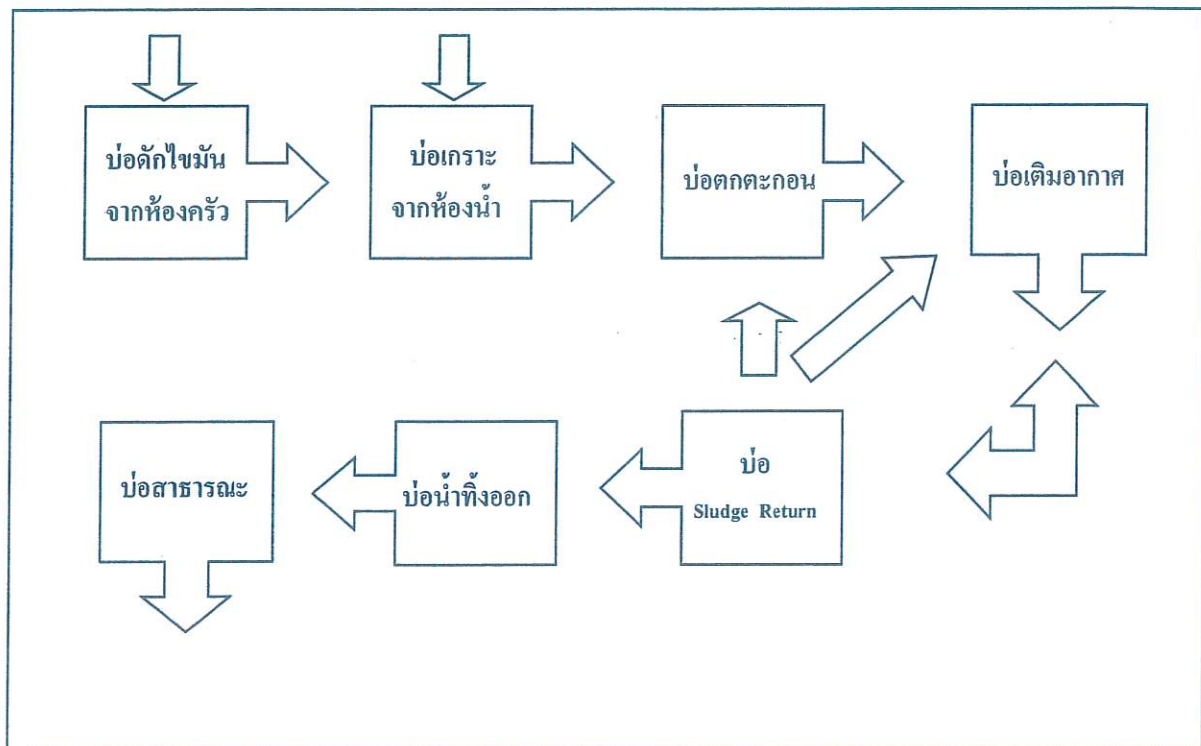 บ่อดักไขมัน
จากห้องครัว
บ่อเกราะ
จากห้องน้ำ
บ่อตกตะกอน
บ่อเติมอากาศ
บ่อสาธารณะ
บ่อน้ำทิ้งออก
บ่อ
Sludge Return